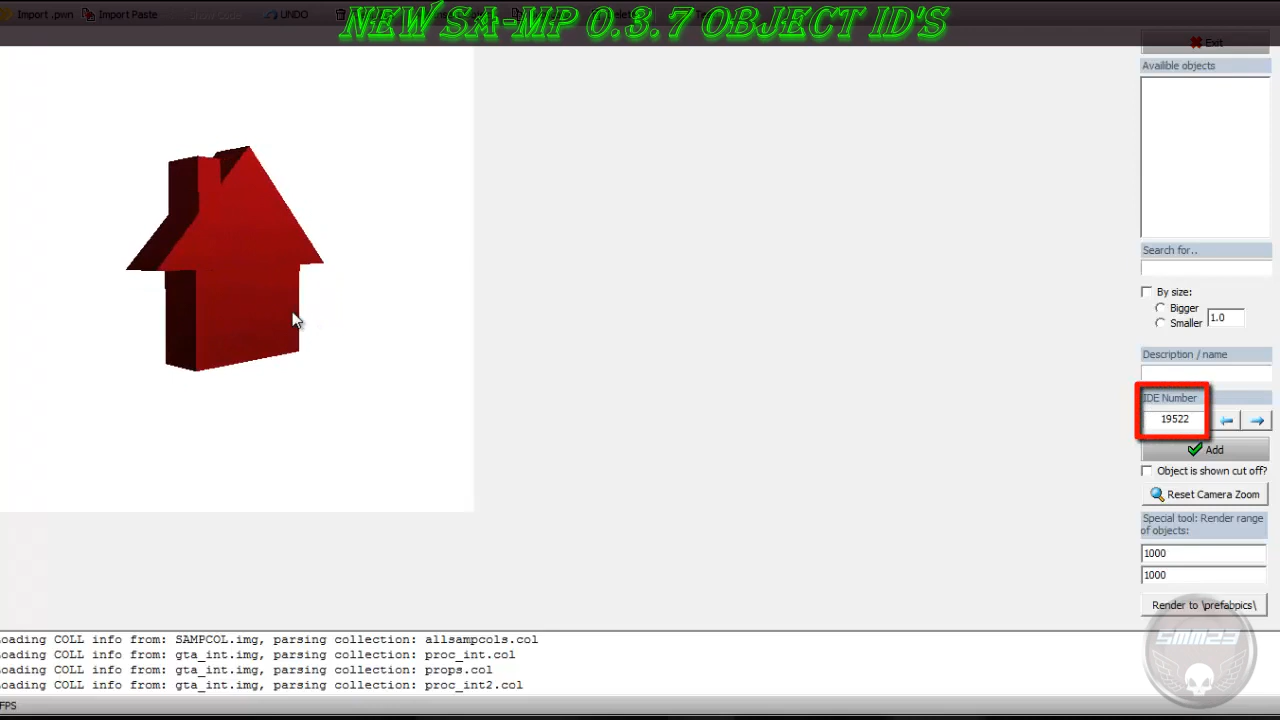 NEW SA-MP 0.3.7 OBJECT ID'S
Import .pwn Import Paste Show Code UNDO
Exit
Availible objects
Search for..
By size:
Bigger
Smaller
1.0
Description / name
IDE Number
19522
Add
Object is shown cut off?
Reset Camera Zoom
Special tool: Render range
of objects:
1000
1000
Render to \prefabpics\
oading COLL info from: SAMPCOL.img, parsing collection: allsampcols.col
oading COLL info from: gta_int.img, parsing collection: proc_int.col
oading COLL info from: gta_int.img, parsing collection: props.col
oading COLL info from: gta_int.img, parsing collection: proc_int2.col
SMM23
FPS